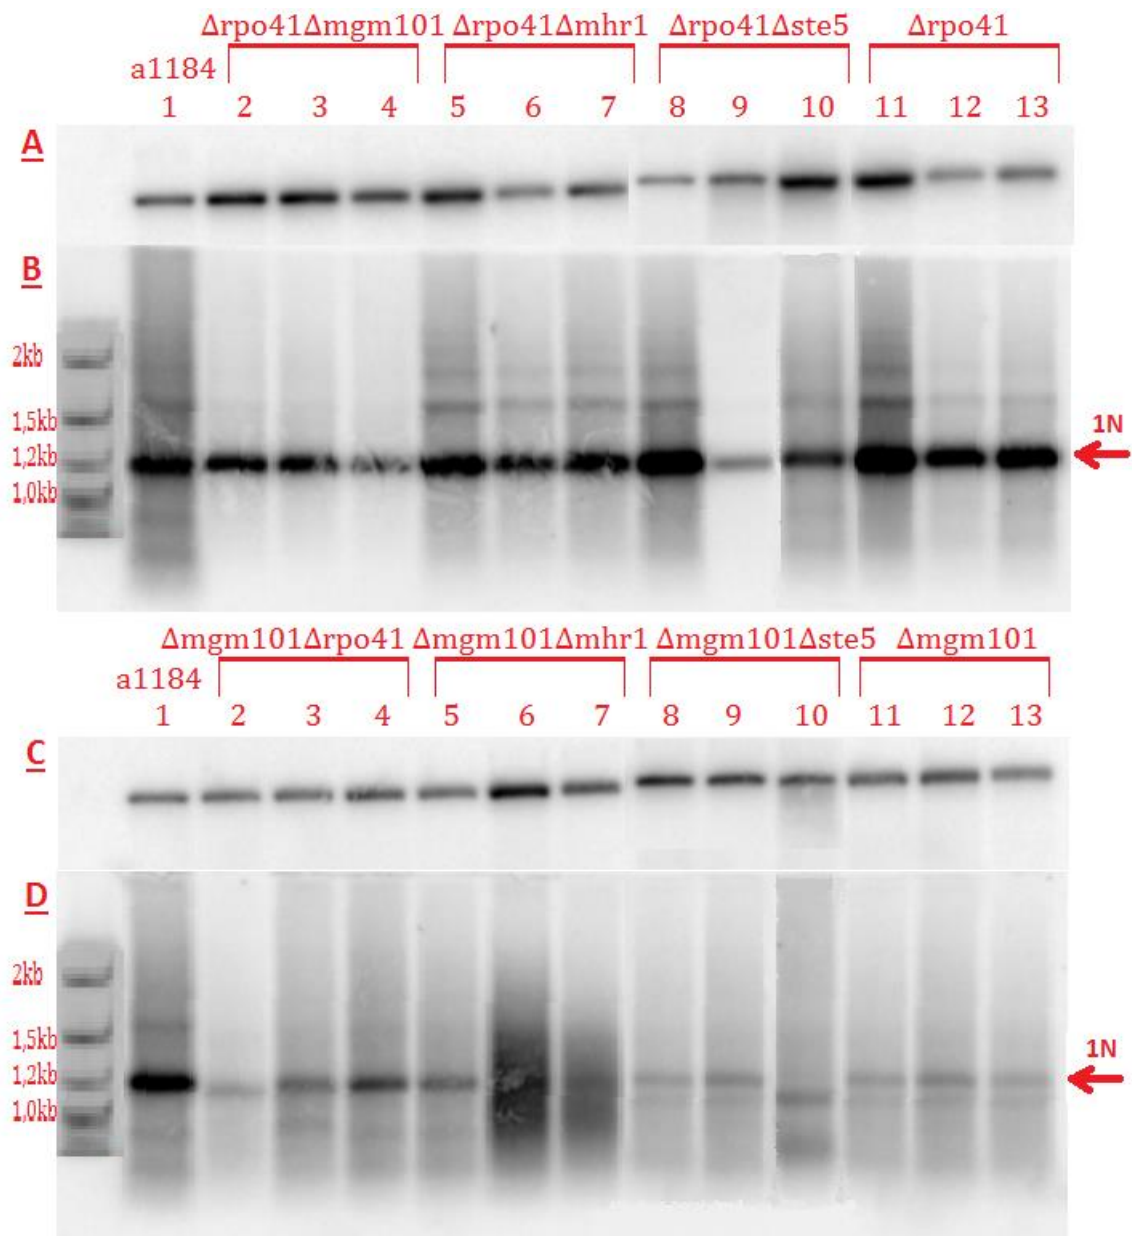 Δrpo41Δmgm101 Δrpo41Δmhr1 Δrpo41Δste5 Δrpo41
a1184
1 2 3 4 5 6 7 8 9 10 11 12 13
A
B
2kb
1,5kb
1,2kb
1,0kb
1N
Δmgm101Δrpo41 Δmgm101Δmhr1 Δmgm101Δste5 Δmgm101
a1184
1 2 3 4 5 6 7 8 9 10 11 12 13
C
D
2kb
1,5kb
1,2kb
1,0kb
1N